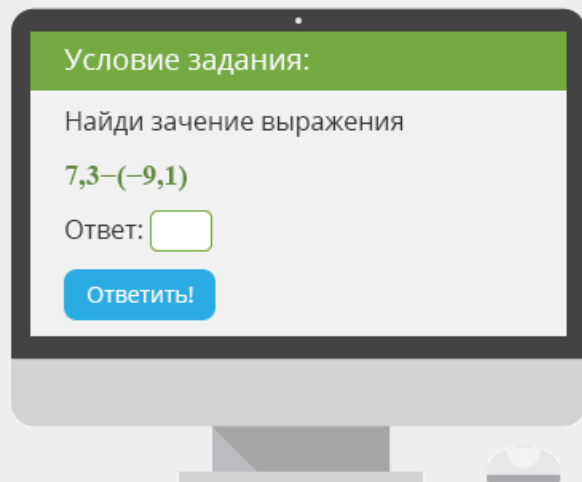 Условие задания:
Найди зачение выражения
7,3−(−9,1)
Ответ:
Ответить!